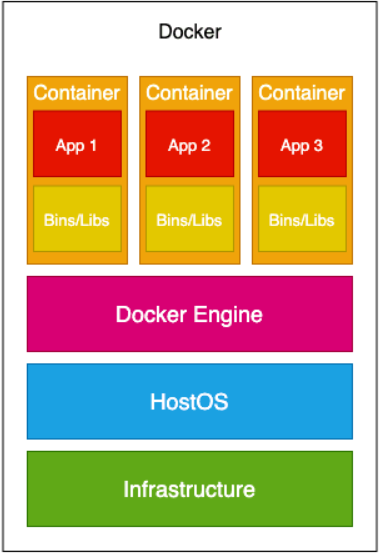 Docker
Container Container Container
App 1 App 2 App 3
Bins/Libs Bins/Libs Bins/Libs
Docker Engine
HostOS
Infrastructure